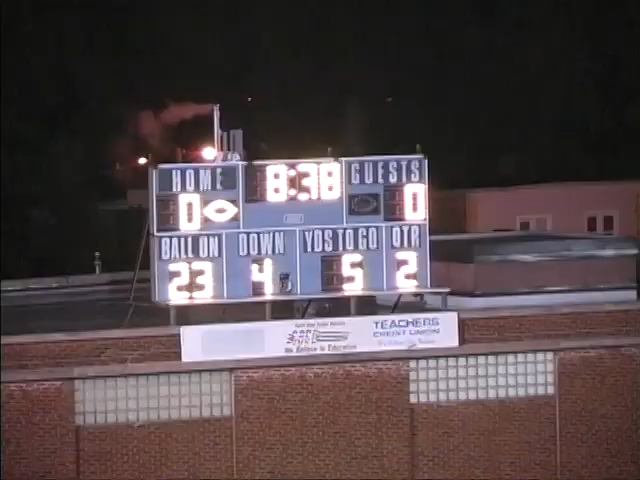 HOME 8:38 GUESTS
0 0
BALL ON DOWN YDS TO GO QTR
23 4 5 2
TEACHERS
CREDIT UNION